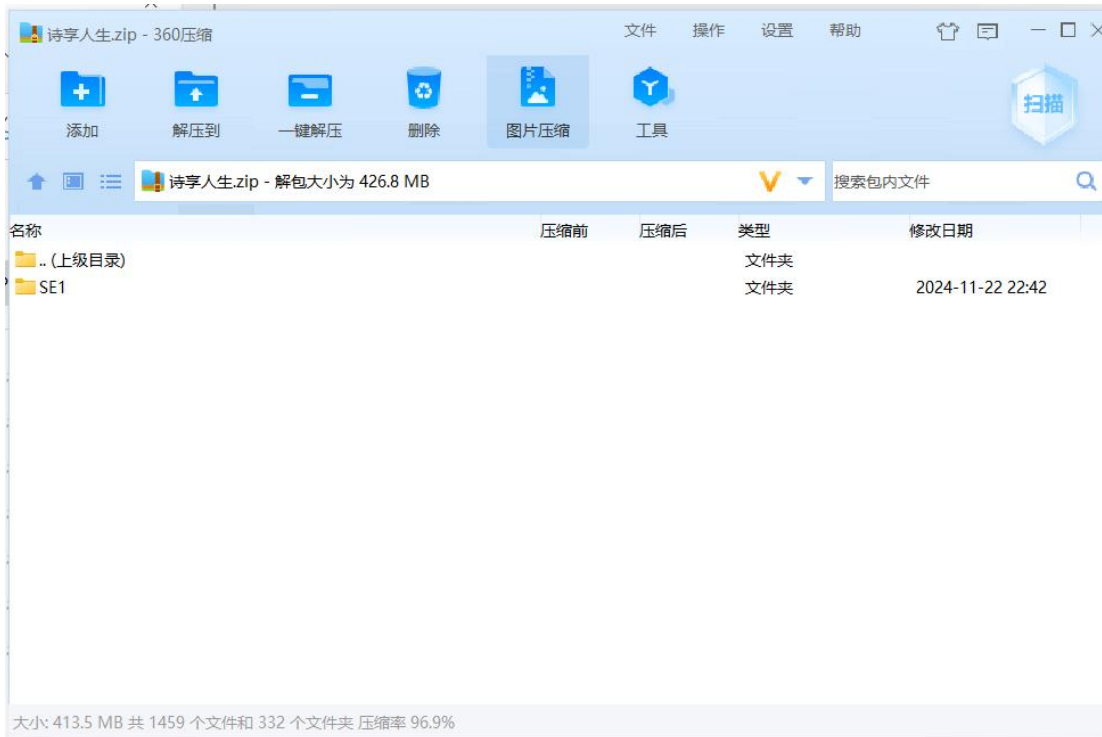 诗享人生.zip - 360压缩
文件 操作 设置 帮助
添加 解压到 一键解压 删除 图片压缩 工具 扫描
诗享人生.zip - 解包大小为 426.8 MB
搜索包内文件
名称 压缩前 压缩后 类型 修改日期
.. (上级目录) 文件夹
SE1 文件夹 2024-11-22 22:42
大小: 413.5 MB 共 1459 个文件和 332 个文件夹 压缩率 96.9%